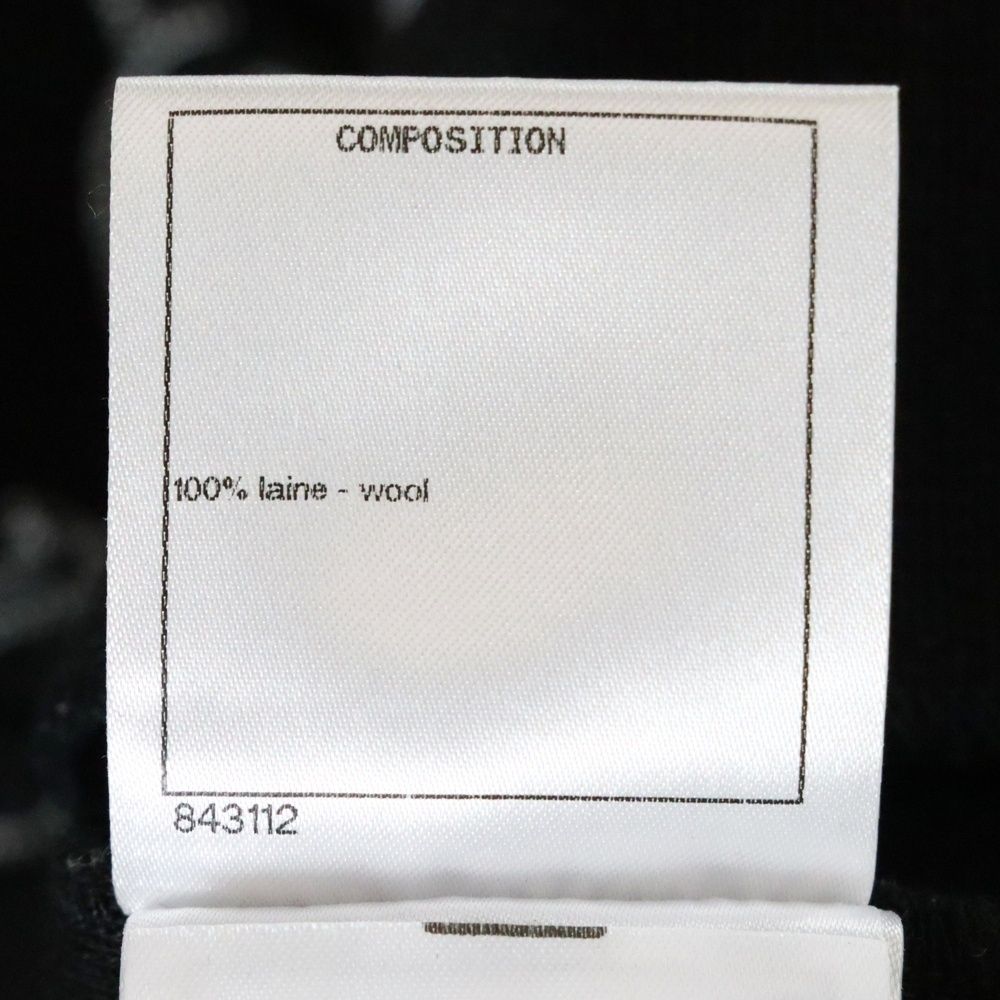 COMPOSITION
100% laine - wool
843112